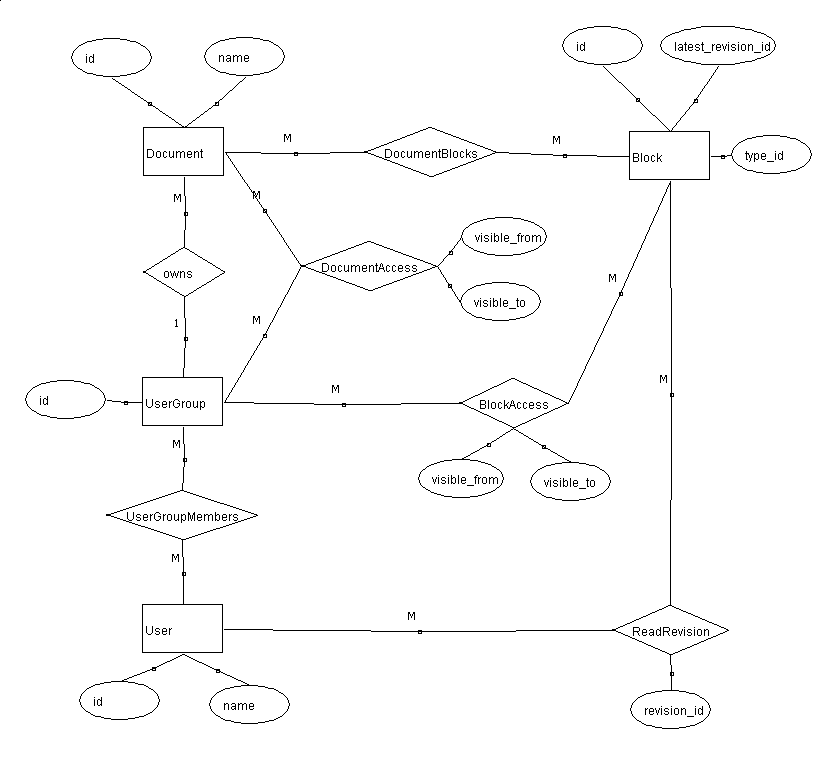 id
name
id
latest_revision_id
M
M
Document
DocumentBlocks
Block
type_id
M
M
visible_from
owns
DocumentAccess
M
visible_to
1
M
M
id
UserGroup
BlockAccess
M
M
visible_from
visible_to
UserGroupMembers
M
M
User
ReadRevision
id
name
revision_id